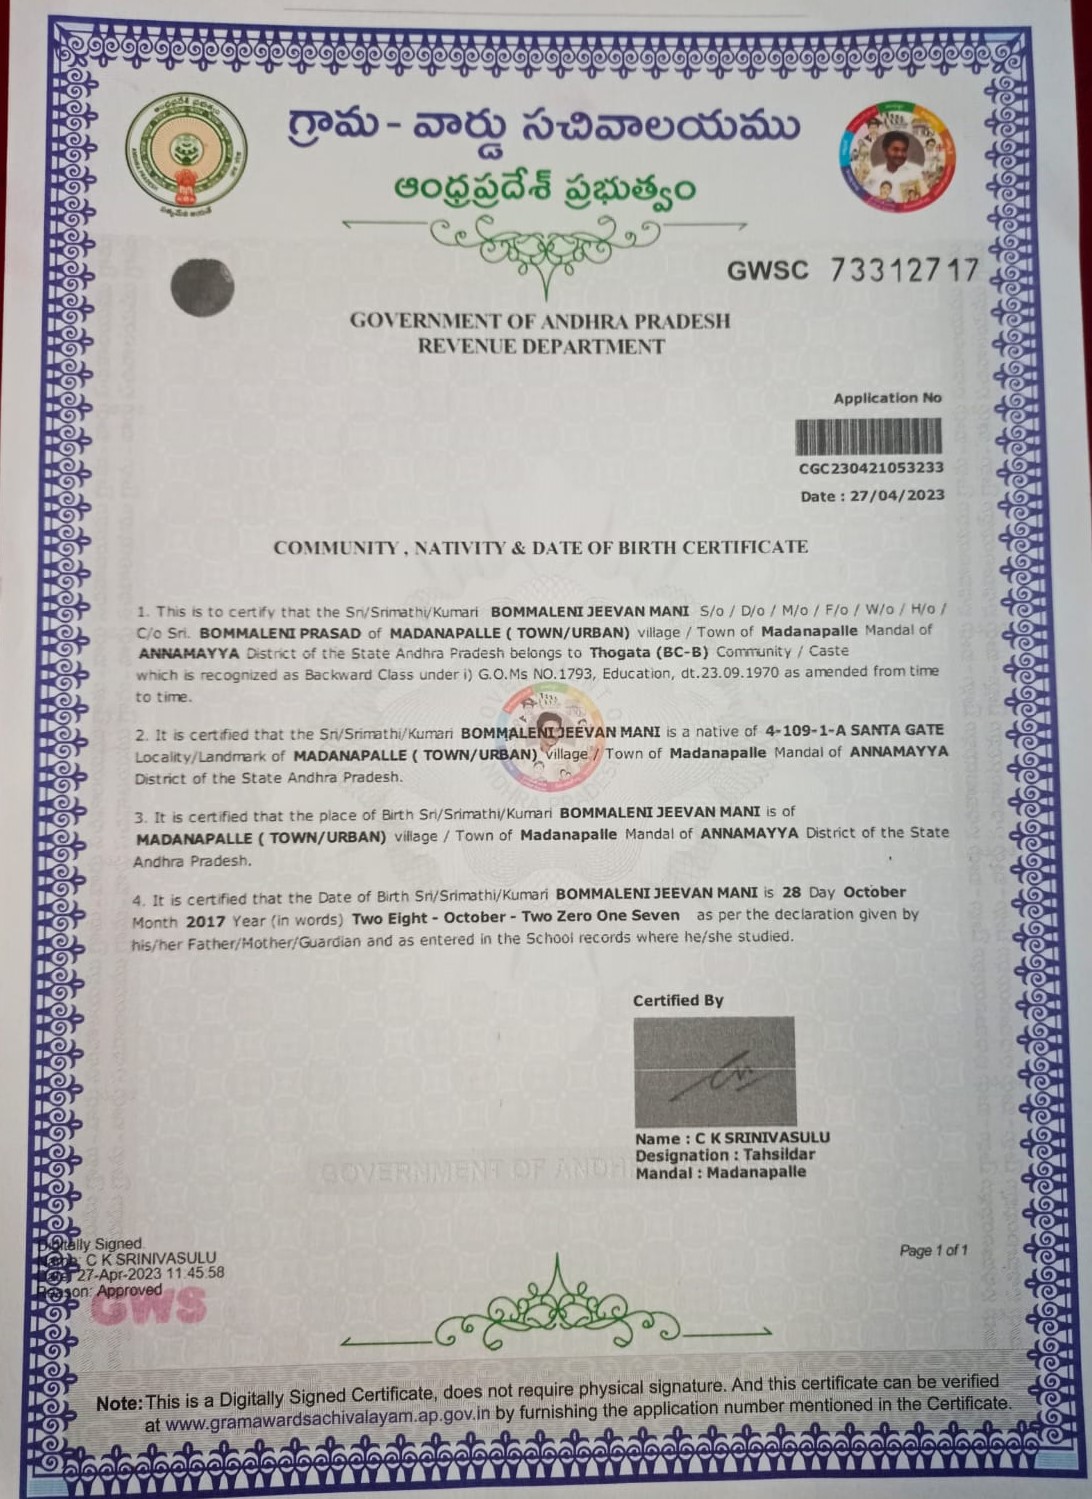 గ్రామ - వార్డు సచివాలయము
ఆంధ్రప్రదేశ్ ప్రభుత్వం
GWSC 73312717
GOVERNMENT OF ANDHRA PRADESH
REVENUE DEPARTMENT
Application No
CGC230421053233
Date : 27/04/2023
COMMUNITY , NATIVITY & DATE OF BIRTH CERTIFICATE
1. This is to certify that the Sri/Srimathi/Kumari BOMMALENI JEEVAN MANI S/o / D/o / M/o / F/o / W/o / H/o /
C/o Sri. BOMMALENI PRASAD of MADANAPALLE ( TOWN/URBAN) village / Town of Madanapalle Mandal of
ANNAMAYYA District of the State Andhra Pradesh belongs to Thogata (BC-B) Community / Caste
which is recognized as Backward Class under i) G.O.Ms NO.1793, Education, dt.23.09.1970 as amended from time
to time.
2. It is certified that the Sri/Srimathi/Kumari BOMMALENI JEEVAN MANI is a native of 4-109-1-A SANTA GATE
Locality/Landmark of MADANAPALLE ( TOWN/URBAN) village / Town of Madanapalle Mandal of ANNAMAYYA
District of the State Andhra Pradesh.
3. It is certified that the place of Birth Sri/Srimathi/Kumari BOMMALENI JEEVAN MANI is of
MADANAPALLE ( TOWN/URBAN) village / Town of Madanapalle Mandal of ANNAMAYYA District of the State
Andhra Pradesh.
4. It is certified that the Date of Birth Sri/Srimathi/Kumari BOMMALENI JEEVAN MANI is 28 Day October
Month 2017 Year (in words) Two Eight - October - Two Zero One Seven as per the declaration given by
his/her Father/Mother/Guardian and as entered in the School records where he/she studied.
Certified By
Name : C K SRINIVASULU
Designation : Tahsildar
Mandal : Madanapalle
GOVERNMENT OF ANDH
Digitally Signed.
Name: C K SRINIVASULU
Date: 27-Apr-2023 11:45:58
Reason: Approved
GWS
Page 1 of 1
Note: This is a Digitally Signed Certificate, does not require physical signature. And this certificate can be verified
at www.gramawardsachivalayam.ap.gov.in by furnishing the application number mentioned in the Certificate.